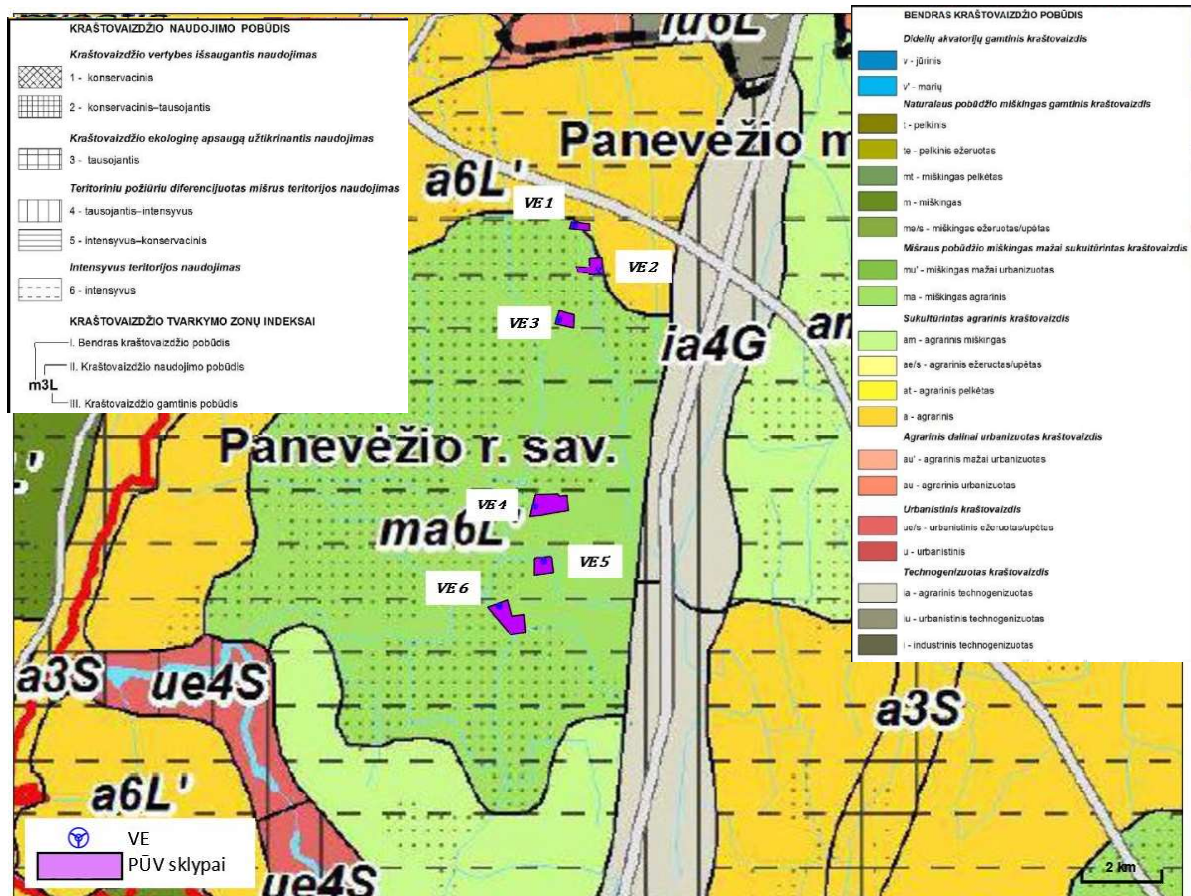 KRAŠTOVAIZDŽIO NAUDOJIMO POBŪDIS
Kraštovaizdžio vertybes išsaugantis naudojimas
1 - konservacinis
2 - konservacinis–tausojantis
Kraštovaizdžio ekologinę apsaugą užtikrinantis naudojimas
3 - tausojantis
Teritoriniu požiūriu diferencijuotas mišrus teritorijos naudojimas
4 - tausojantis–intensyvus
5 - intensyvus–konservacinis
Intensyvus teritorijos naudojimas
6 - intensyvus
KRAŠTOVAIZDŽIO TVARKYMO ZONŲ INDEKSAI
I. Bendras kraštovaizdžio pobūdis
II. Kraštovaizdžio naudojimo pobūdis
m3L
III. Kraštovaizdžio gamtinis pobūdis
BENDRAS KRAŠTOVAIZDŽIO POBŪDIS
Didelių akvatorijų gamtinis kraštovaizdis
v - jūrinis
v' - marių
Natūralaus pobūdžio miškingas gamtinis kraštovaizdis
t - pelkinis
te - pelkinis ežeruotas
mt - miškingas pelkėtas
m - miškingas
me/s - miškingas ežeruotas/upėtas
Mišraus pobūdžio miškingas mažai sukultūrintas kraštovaizdis
mu' - miškingas mažai urbanizuotas
ma - miškingas agrarinis
Sukultūrintas agrarinis kraštovaizdis
am - agrarinis miškingas
ae/s - agrarinis ežeruotas/upėtas
at - agrarinis pelkėtas
a - agrarinis
Agrarinis dalinai urbanizuotas kraštovaizdis
au' - agrarinis mažai urbanizuotas
au - agrarinis urbanizuotas
Urbanistinis kraštovaizdis
ue/s - urbanistinis ežeruotas/upėtas
u - urbanistinis
Technogenizuotas kraštovaizdis
ia - agrarinis technogenizuotas
iu - urbanistinis technogenizuotas
i - industrinis technogenizuotas
iu6L
Panevėžio m
a6L'
VE 1
VE 2
VE 3
ia4G
an
L'
Panevėžio r. sav.
VE 4
ma6L'
VE 5
VE 6
a3S
ue4S
a3S
a6L'
ue4S
VE
PŪV sklypai
2 km